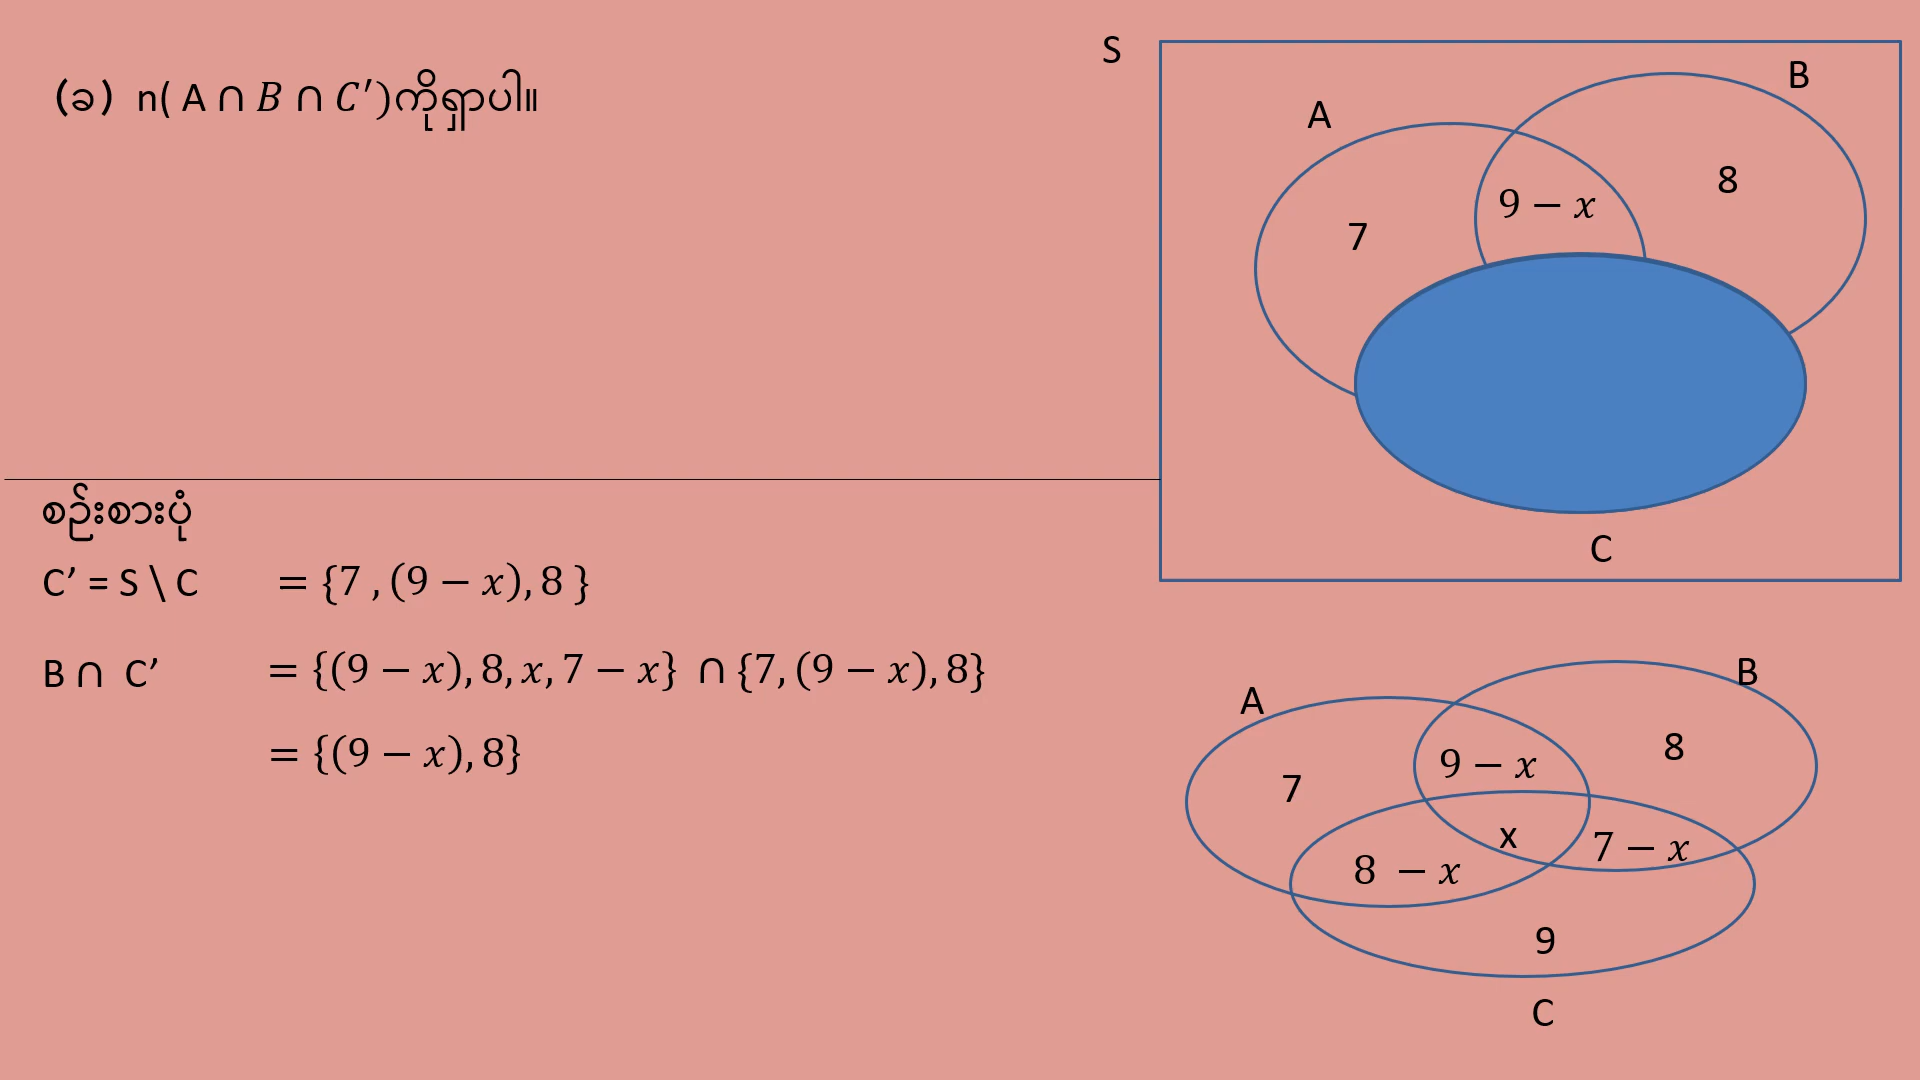 (ခ) n( A ∩ B ∩ C′)ကိုရှာပါ။
S
A
B
7
9 − x
8
C
စဉ်းစားပုံ
C’ = S \ C = {7 , (9 − x), 8 }
B ∩ C’ = {(9 − x), 8, x, 7 − x} ∩ {7, (9 − x), 8}
= {(9 − x), 8}
A
B
7
9 − x
8
x
8 − x
7 − x
9
C